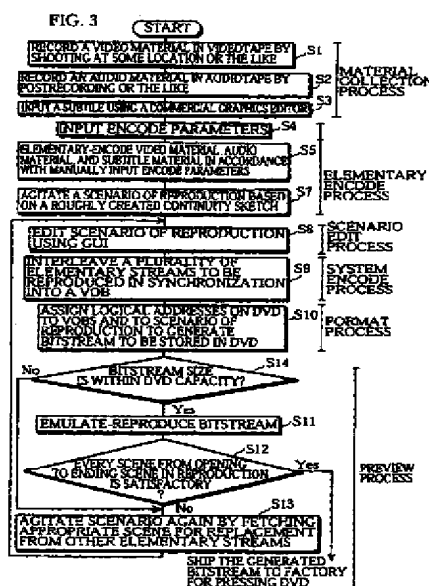 FIG. 3
START
RECORD A VIDEO MATERIAL IN VIDEOTAPE BY
SHOOTING AT SOME LOCATION OR THE LIKE
S1
RECORD AN AUDIO MATERIAL IN AUDIOTAPE BY
POSTRECORDING OR THE LIKE
S2
INPUT A SUBTILE USING A COMMERCIAL GRAPHICS EDITOR
S3
MATERIAL
COLLECTION
PROCESS
INPUT ENCODE PARAMETERS
S4
ELEMENTARY-ENCODE VIDEO MATERIAL, AUDIO
MATERIAL, AND SUBTITLE MATERIAL IN ACCORDANCE
WITH MANUALLY INPUT ENCODE PARAMETERS
S5
AGITATE A SCENARIO OF REPRODUCTION BASED
ON A ROUGHLY CREATED CONTINUITY SKETCH
S7
ELEMENTARY
ENCODE
PROCESS
EDIT SCENARIO OF REPRODUCTION
USING GUI
S8
SCENARIO
EDIT
PROCESS
INTERLEAVE A PLURALITY OF
ELEMENTARY STREAMS TO BE
REPRODUCED IN SYNCHRONIZATION
INTO A VOB
S9
SYSTEM
ENCODE
PROCESS
ASSIGN LOGICAL ADDRESSES ON DVD
TO VOBS AND TO SCENARIO OF
REPRODUCTION TO GENERATE
BITSTREAM TO BE STORED IN DVD
S10
FORMAT
PROCESS
S14
No
BITSTREAM SIZE
IS WITHIN DVD CAPACITY?
Yes
EMULATE-REPRODUCE BITSTREAM
S11
S12
EVERY SCENE FROM OPENING
TO ENDING SCENE IN REPRODUCTION
IS SATISFACTORY
?
Yes
No
PREVIEW
PROCESS
S13
AGITATE SCENARIO AGAIN BY FETCHING
APPROPRIATE SCENE FOR REPLACEMENT
FROM OTHER ELEMENTARY STREAMS
SHIP THE GENERATED
BITSTREAM TO FACTORY
FOR PRESSING DVD